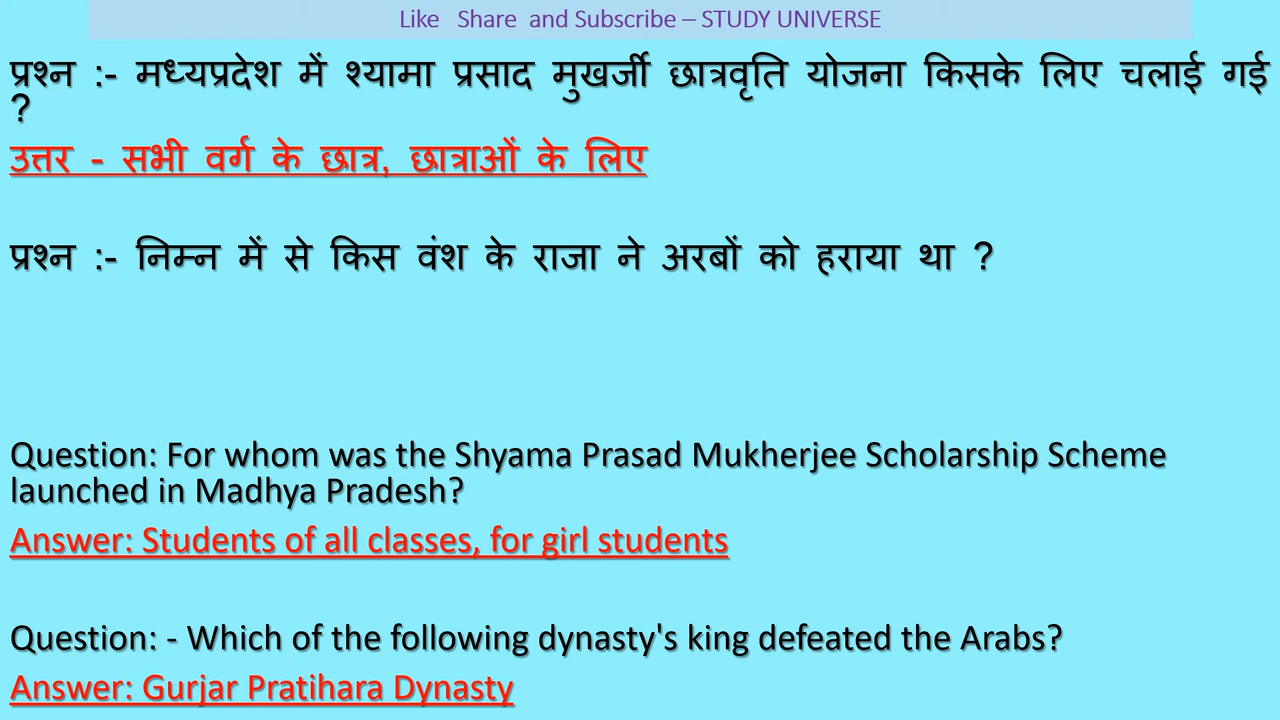 Like Share and Subscribe – STUDY UNIVERSE
प्रश्न :- मध्यप्रदेश में श्यामा प्रसाद मुखर्जी छात्रवृति योजना किसके लिए चलाई गई
?
उत्तर - सभी वर्ग के छात्र, छात्राओं के लिए
प्रश्न :- निम्न में से किस वंश के राजा ने अरबों को हराया था ?
Question: For whom was the Shyama Prasad Mukherjee Scholarship Scheme
launched in Madhya Pradesh?
Answer: Students of all classes, for girl students
Question: - Which of the following dynasty's king defeated the Arabs?
Answer: Gurjar Pratihara Dynasty